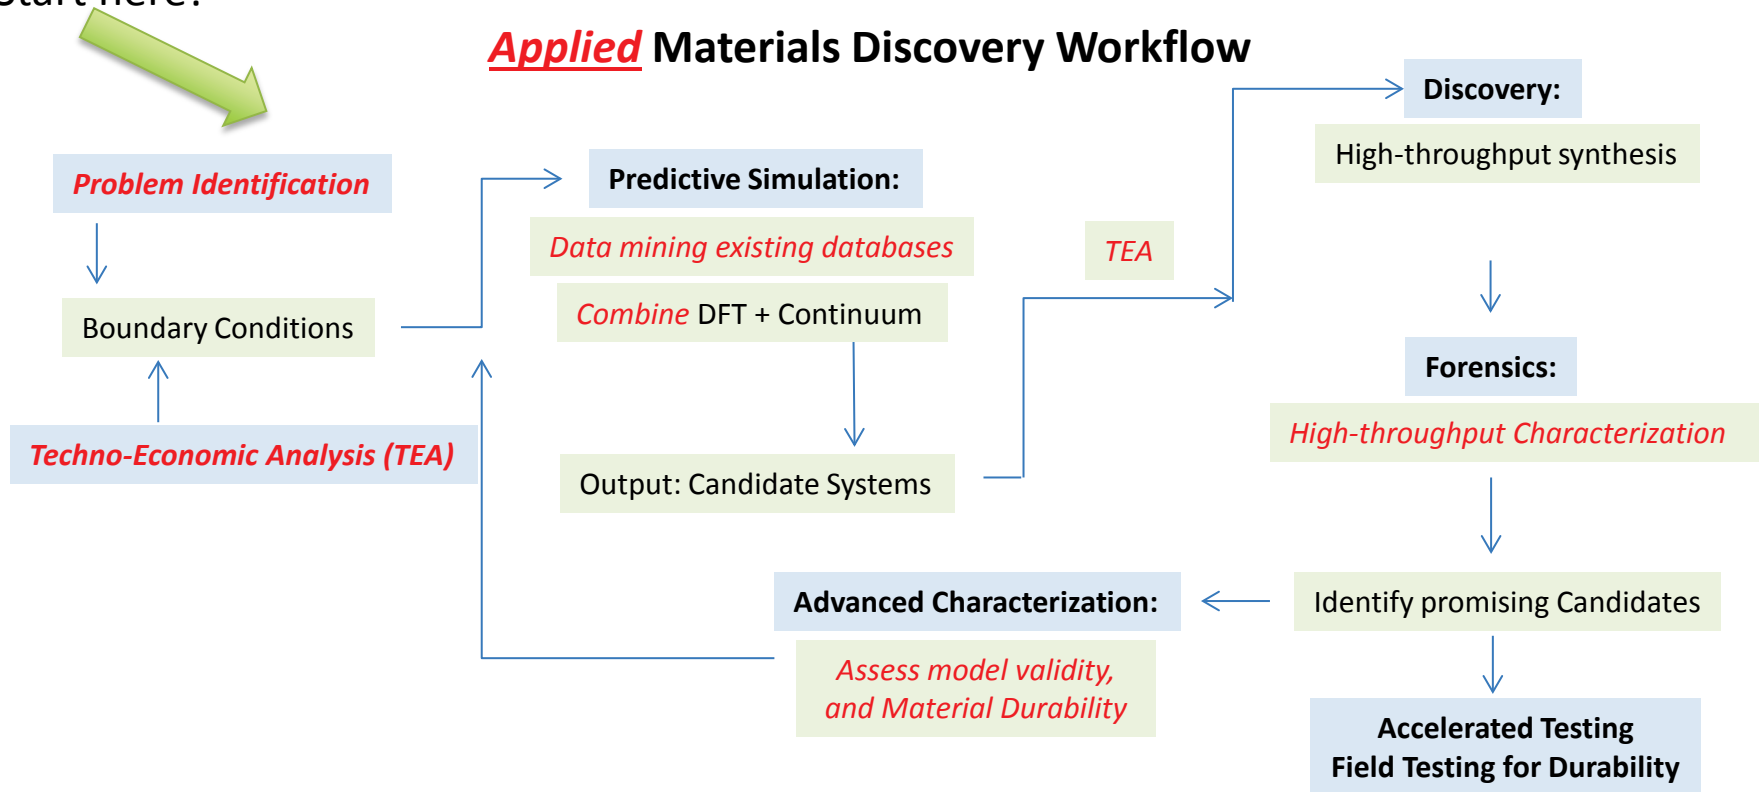 Start here!
Applied Materials Discovery Workflow
Problem Identification
Boundary Conditions
Techno-Economic Analysis (TEA)
Predictive Simulation:
Data mining existing databases
Combine DFT + Continuum
Output: Candidate Systems
TEA
Discovery:
High-throughput synthesis
Forensics:
High-throughput Characterization
Identify promising Candidates
Advanced Characterization:
Assess model validity,
and Material Durability
Accelerated Testing
Field Testing for Durability